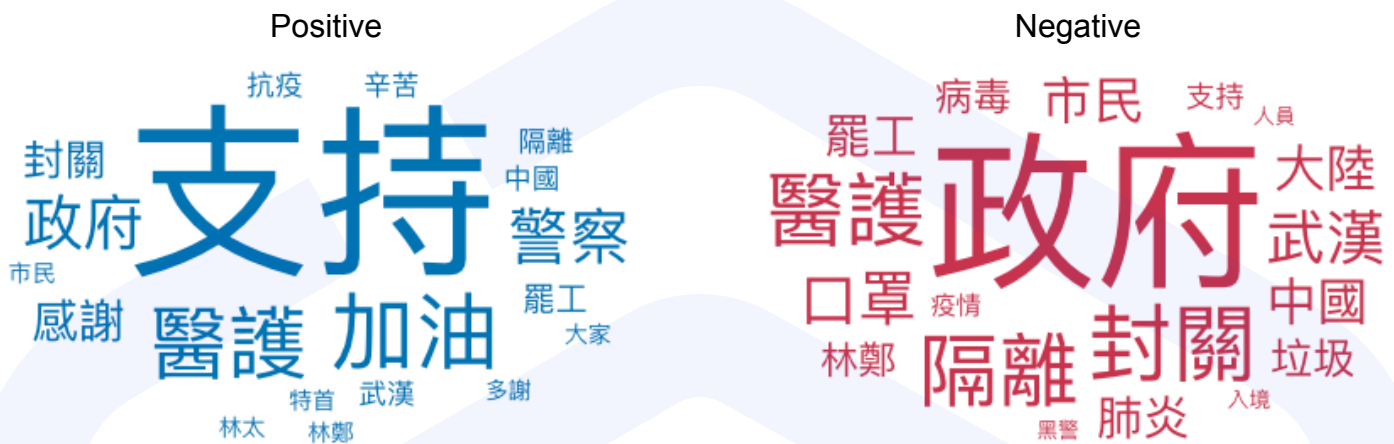 Positive
抗疫
辛苦
支持
封關
隔離
中國
政府
警察
市民
感謝
醫護
加油
罷工
大家
特首
武漢
多謝
林太
林鄭
Negative
病毒
市民
支持
人員
罷工
政府
大陸
醫護
武漢
口罩
疫情
中國
林鄭
隔離
封關
垃圾
入境
黑警
肺炎